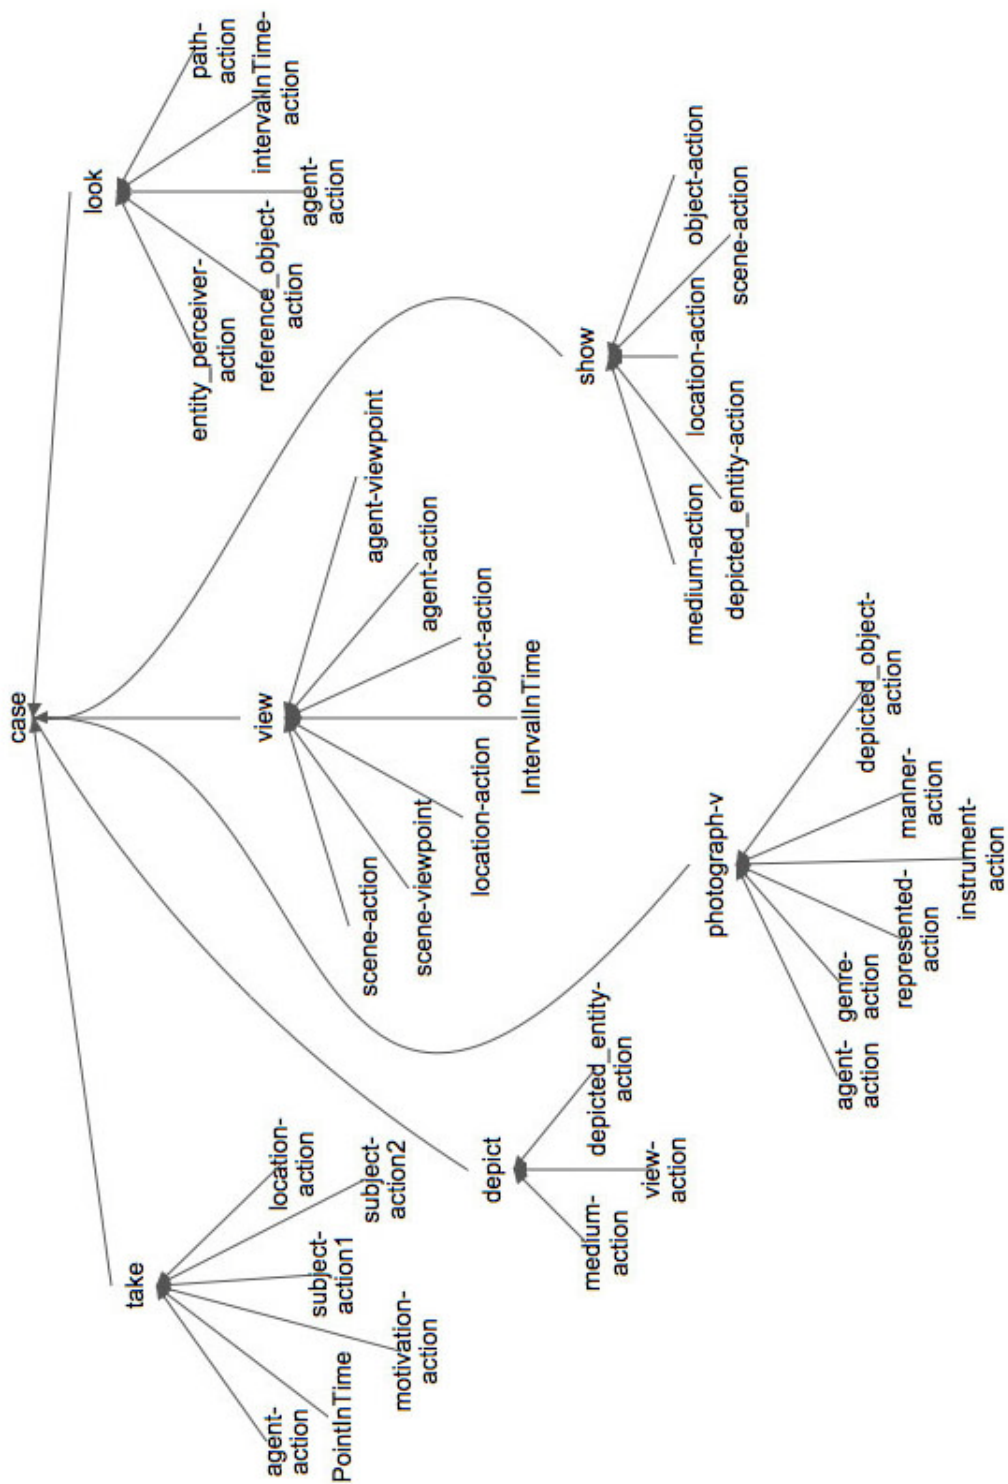 case
take
agent-
action
PointInTime
motivation-
action
subject-
action1
subject-
action2
location-
action
depict
medium-
action
view-
action
depicted_entity-
action
photograph-v
agent-
action
genre-
action
represented-
action
instrument-
action
manner-
action
depicted_object-
action
view
scene-action
scene-viewpoint
location-action
IntervalInTime
object-action
agent-action
agent-viewpoint
show
medium-action
depicted_entity-action
location-action
scene-action
object-action
look
entity_perceiver-
action
reference_object-
action
agent-
action
intervalInTime-
action
path-
action